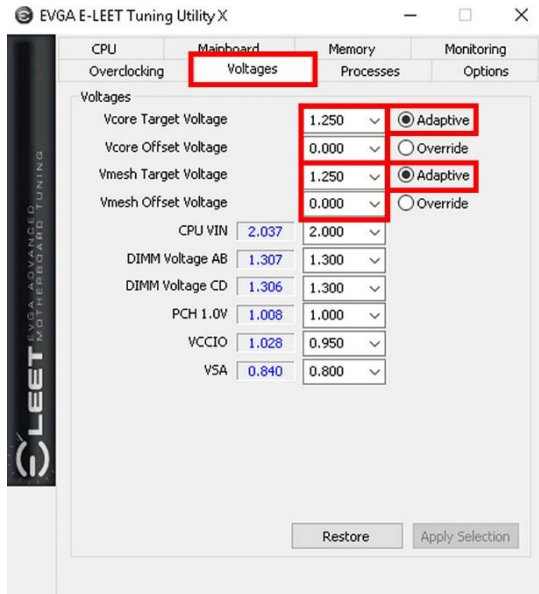 EVGA E-LEET Tuning Utility X
CPU Mainboard Memory Monitoring
Overclocking Voltages Processes Options
Voltages
Vcore Target Voltage 1.250 Adaptive
Vcore Offset Voltage 0.000 Override
Vmesh Target Voltage 1.250 Adaptive
Vmesh Offset Voltage 0.000 Override
CPU VIN 2.037 2.000
DIMM Voltage AB 1.307 1.300
DIMM Voltage CD 1.306 1.300
PCH 1.0V 1.008 1.000
VCCIO 1.028 0.950
VSA 0.840 0.800
Restore Apply Selection
ELEET
EVGA ADVANCED
MOTHERBOARD TUNING